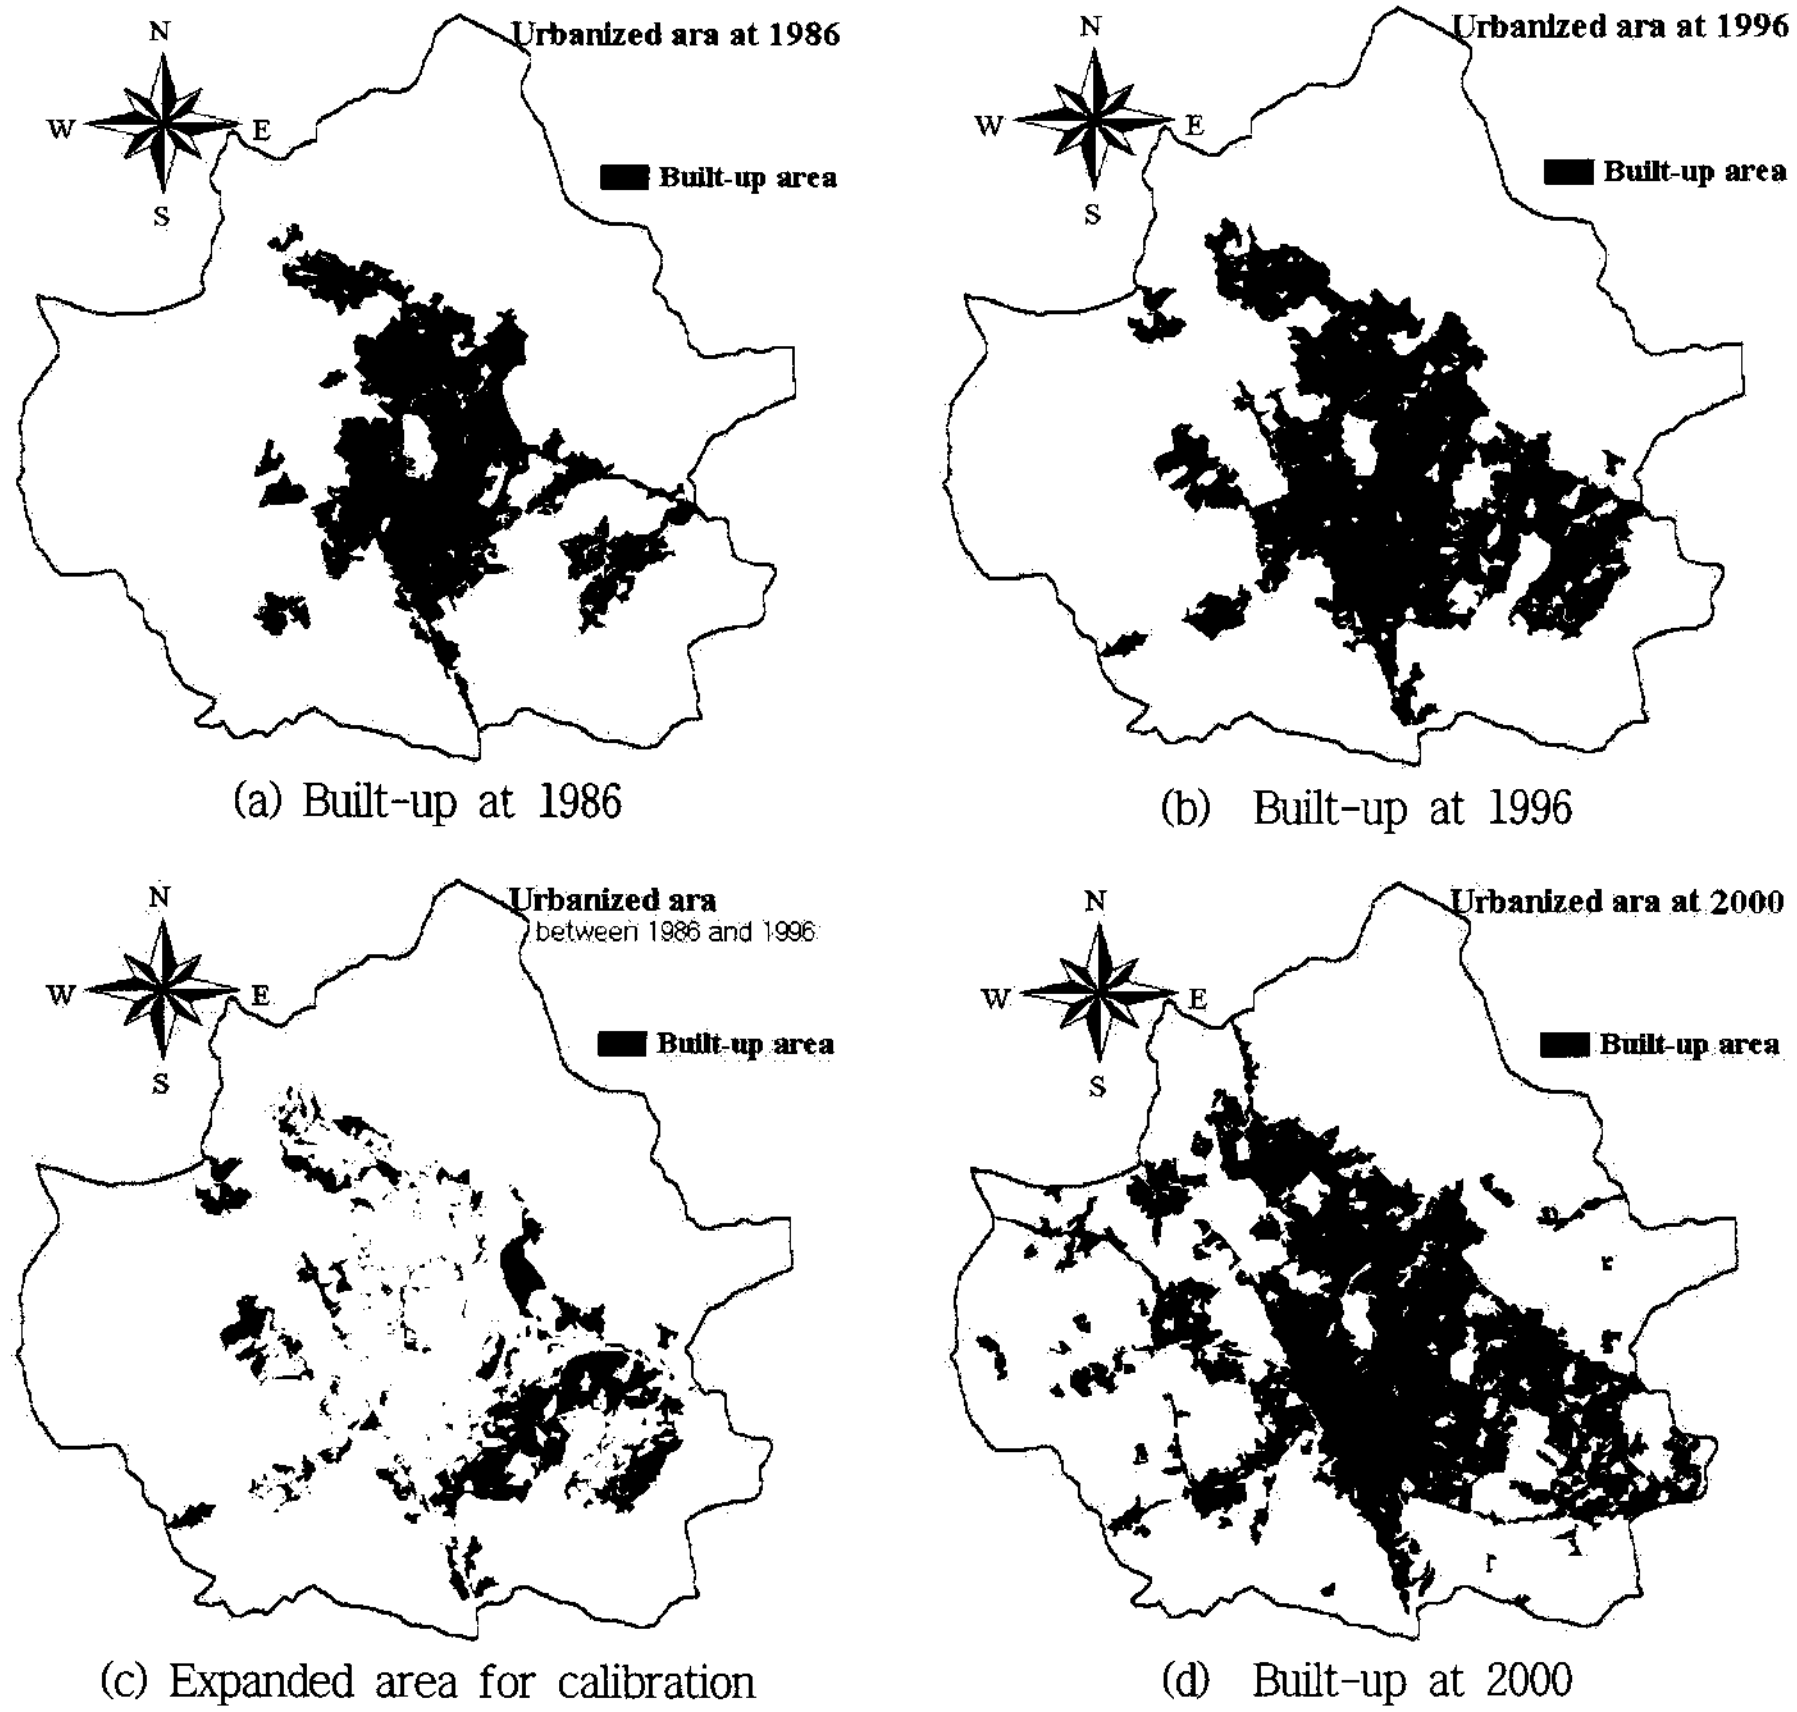 Urbanized ara at 1986
N
W E
S
Built-up area
(a) Built-up at 1986
Urbanized ara at 1996
N
W E
S
Built-up area
(b) Built-up at 1996
Urbanized ara
between 1986 and 1996
N
W E
S
Built-up area
(c) Expanded area for calibration
Urbanized ara at 2000
N
W E
S
Built-up area
(d) Built-up at 2000